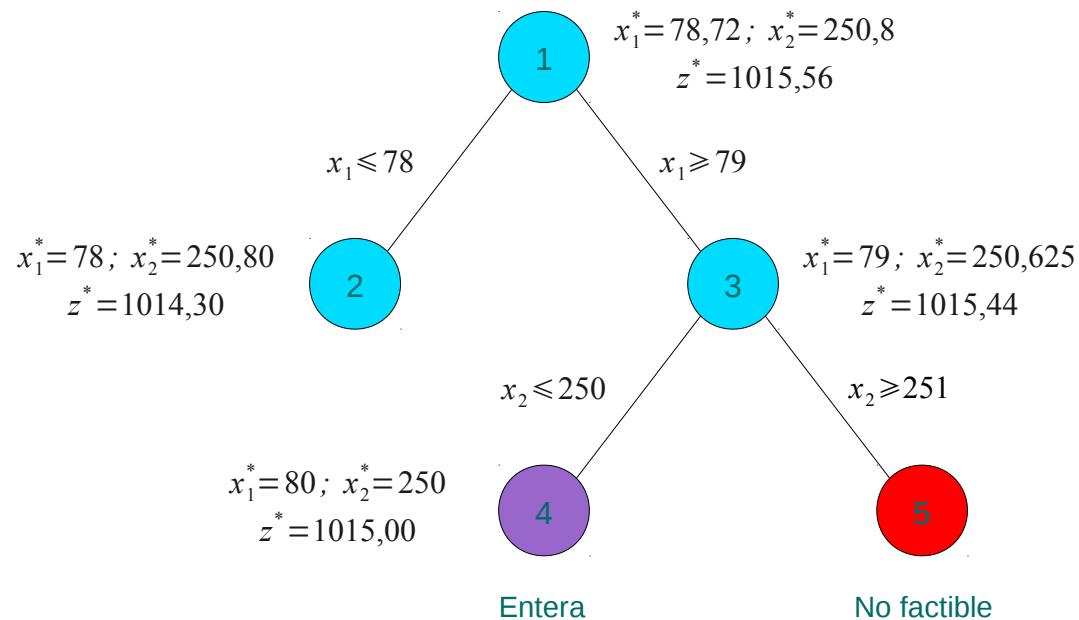 1
x₁*=78,72; x₂*=250,8
z*=1015,56
x₁⩽78
x₁⩾79
x₁*=78; x₂*=250,80
z*=1014,30
2
3
x₁*=79; x₂*=250,625
z*=1015,44
x₂⩽250
x₂⩾251
x₁*=80; x₂*=250
z*=1015,00
4
5
Entera
No factible